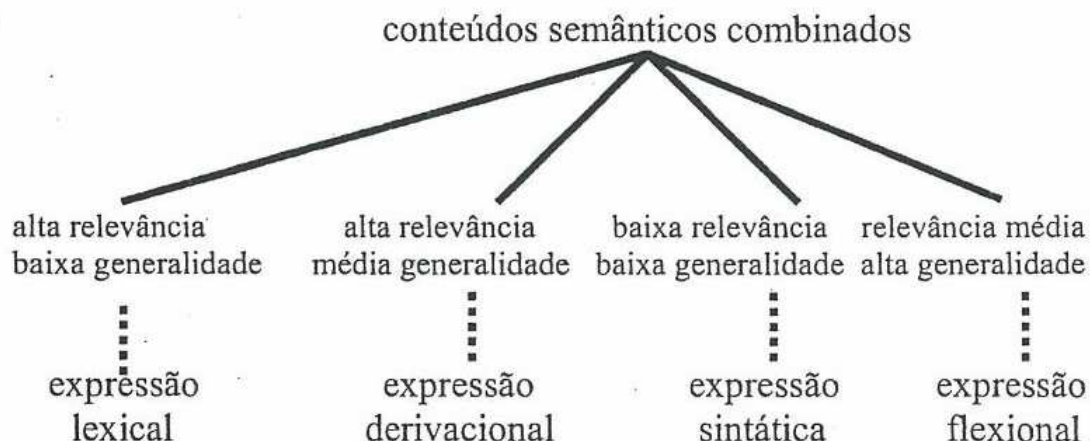 conteúdos semânticos combinados
alta relevância
baixa generalidade
alta relevância
média generalidade
baixa relevância
baixa generalidade
relevância média
alta generalidade
expressão
lexical
expressão
derivacional
expressão
sintática
expressão
flexional